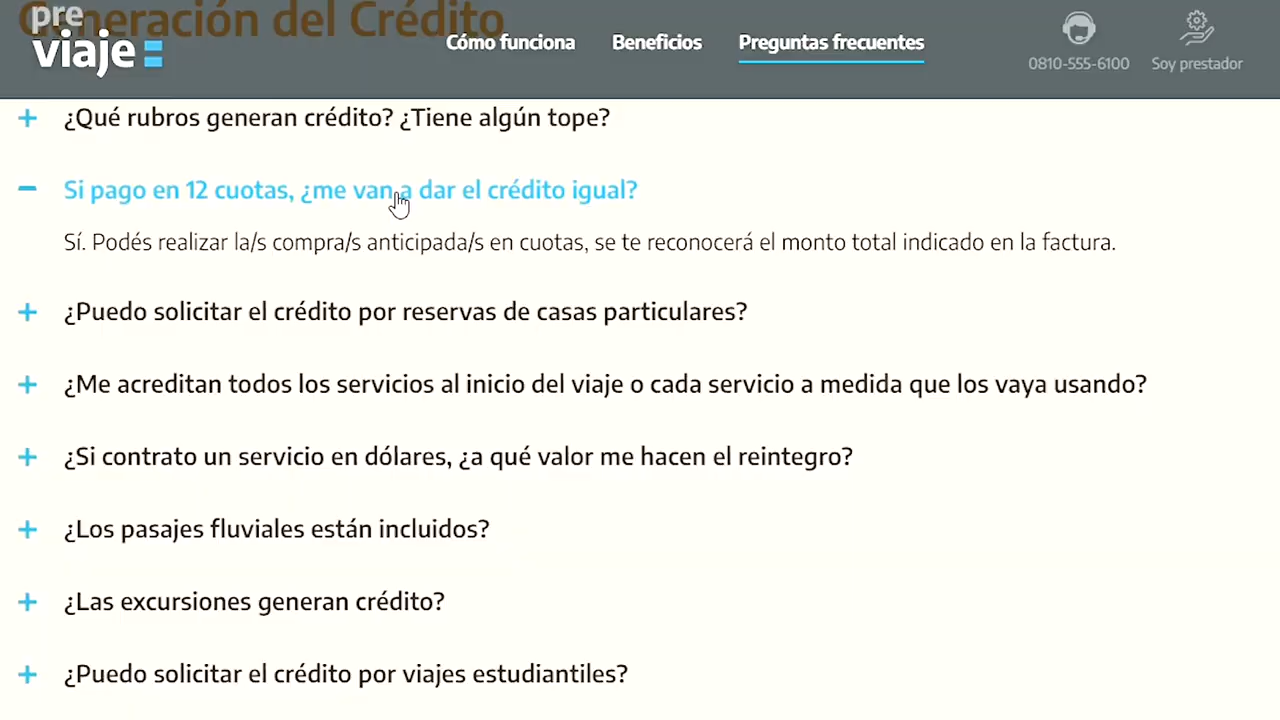 Generación del Crédito
pre
viaje
Cómo funciona
Beneficios
Preguntas frecuentes
0810-555-6100
Soy prestador
¿Qué rubros generan crédito? ¿Tiene algún tope?
Si pago en 12 cuotas, ¿me van a dar el crédito igual?
Sí. Podés realizar la/s compra/s anticipada/s en cuotas, se te reconocerá el monto total indicado en la factura.
¿Puedo solicitar el crédito por reservas de casas particulares?
¿Me acreditan todos los servicios al inicio del viaje o cada servicio a medida que los vaya usando?
¿Si contrato un servicio en dólares, ¿a qué valor me hacen el reintegro?
¿Los pasajes fluviales están incluidos?
¿Las excursiones generan crédito?
¿Puedo solicitar el crédito por viajes estudiantiles?